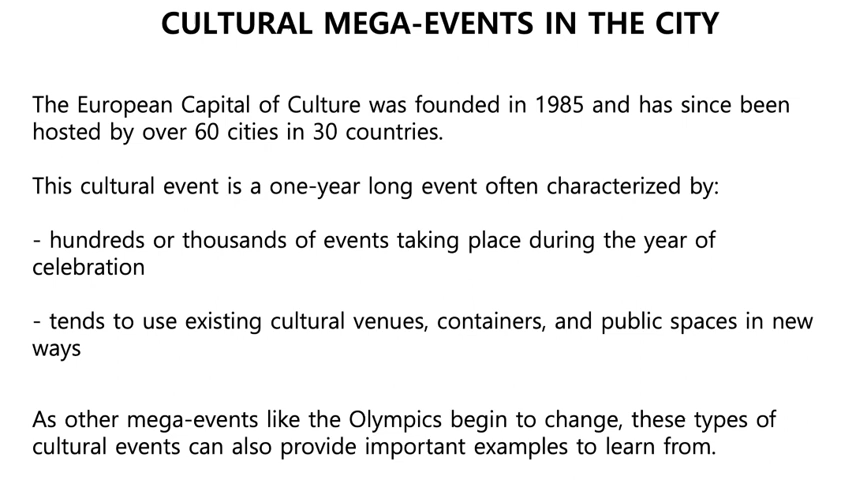 CULTURAL MEGA-EVENTS IN THE CITY
The European Capital of Culture was founded in 1985 and has since been
hosted by over 60 cities in 30 countries.
This cultural event is a one-year long event often characterized by:
- hundreds or thousands of events taking place during the year of
celebration
- tends to use existing cultural venues, containers, and public spaces in new
ways
As other mega-events like the Olympics begin to change, these types of
cultural events can also provide important examples to learn from.